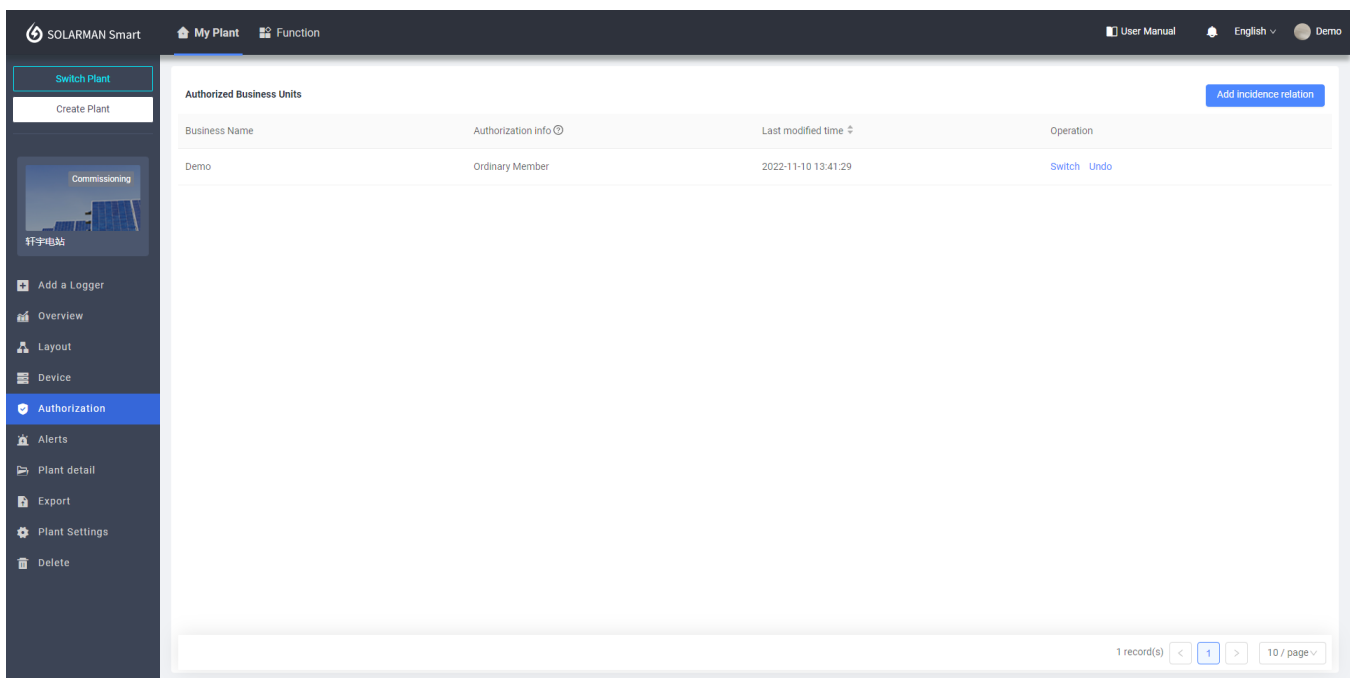 SOLARMAN Smart
My Plant
Function
User Manual
English
Demo
Switch Plant
Create Plant
Commissioning
轩宇电站
Add a Logger
Overview
Layout
Device
Authorization
Alerts
Plant detail
Export
Plant Settings
Delete
Authorized Business Units
Add incidence relation
Business Name Authorization info Last modified time Operation
Demo Ordinary Member 2022-11-10 13:41:29 Switch Undo
1 record(s) < 1 > 10 / page